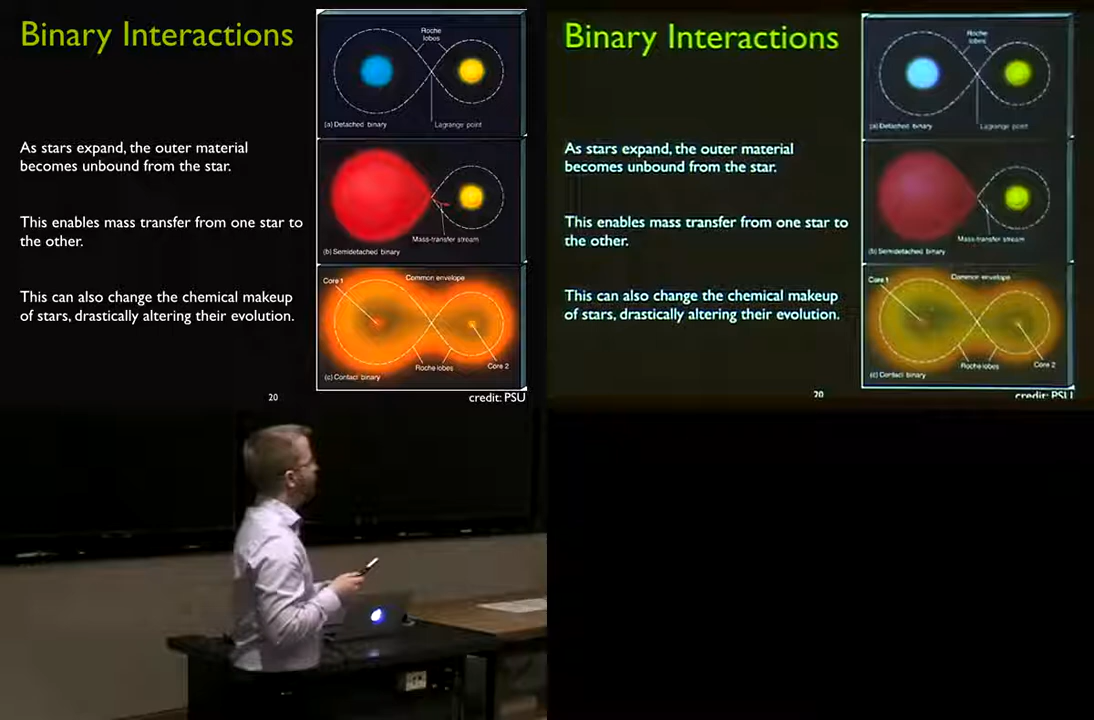 Binary Interactions
As stars expand, the outer material
becomes unbound from the star.
This enables mass transfer from one star to
the other.
This can also change the chemical makeup
of stars, drastically altering their evolution.
Roche
lobes
Lagrange point
(a) Detached binary
Mass-transfer stream
(b) Semidetached binary
Core 1
Common envelope
Roche lobes
Core 2
(c) Contact binary
20
credit: PSU
Binary Interactions
As stars expand, the outer material
becomes unbound from the star.
This enables mass transfer from one star to
the other.
This can also change the chemical makeup
of stars, drastically altering their evolution.
Roche
lobes
Lagrange point
(a) Detached binary
Mass-transfer stream
(b) Semidetached binary
Core 1
Common envelope
Roche lobes
Core 2
(c) Contact binary
20
credit: PSU